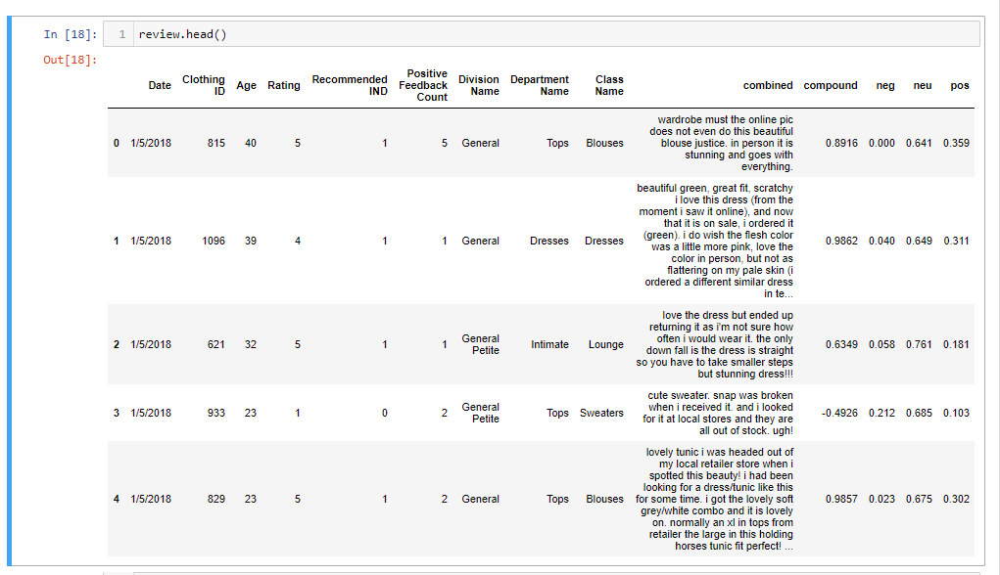 In [18]: 1 review.head()
Out[18]:
Date Clothing ID Age Rating Recommended IND Positive Feedback Count Division Name Department Name Class Name combined compound neg neu pos
0 1/5/2018 815 40 5 1 5 General Tops Blouses
wardrobe must the online pic
does not even do this beautiful
blouse justice. in person it is
stunning and goes with
everything.
0.8916 0.000 0.641 0.359
1 1/5/2018 1096 39 4 1 1 General Dresses Dresses
beautiful green, great fit, scratchy
i love this dress (from the
moment i saw it online), and now
that it is on sale, i ordered it
(green). i do wish the flesh color
was a little more pink, love the
color in person, but not as
flattering on my pale skin (i
ordered a different similar dress
in te...
0.9862 0.040 0.649 0.311
2 1/5/2018 621 32 5 1 1 General Petite Intimate Lounge
love the dress but ended up
returning it as i'm not sure how
often i would wear it. the only
down fall is the dress is straight
so you have to take smaller steps
but stunning dress!!!
0.6349 0.058 0.761 0.181
3 1/5/2018 933 23 1 0 2 General Petite Tops Sweaters
cute sweater. snap was broken
when i received it. and i looked
for it at local stores and they are
all out of stock. ugh!
-0.4926 0.212 0.685 0.103
4 1/5/2018 829 23 5 1 2 General Tops Blouses
lovely tunic i was headed out of
my local retailer store when i
spotted this beauty! i had been
looking for a dress/tunic like this
for some time. i got the lovely soft
grey/white combo and it is lovely
on. normally an xl in tops from
retailer the large in this holding
horses tunic fit perfect! ...
0.9857 0.023 0.675 0.302